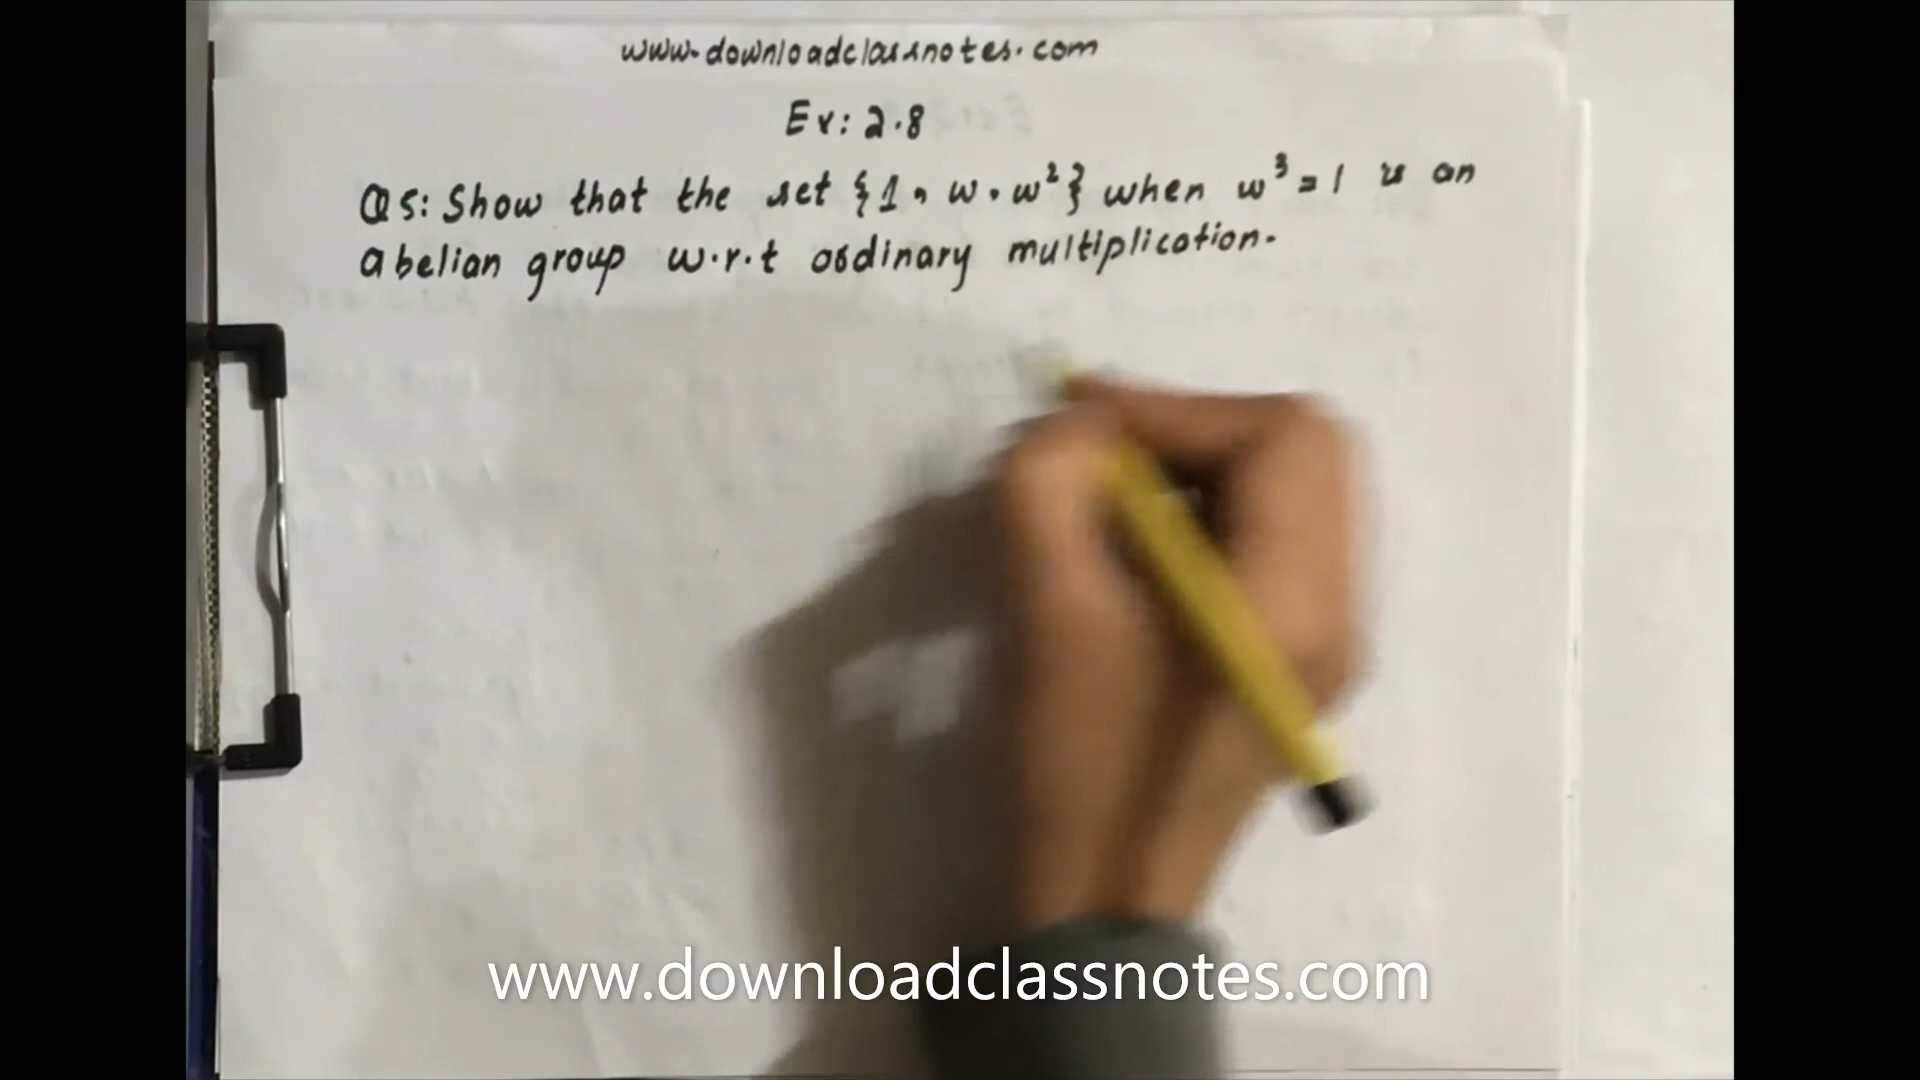 www.downloadclassnotes.com
Ex: 2.8
Q5: Show that the set {1, w, w²} when w³ = 1 is an
abelian group w.r.t ordinary multiplication.
www.downloadclassnotes.com